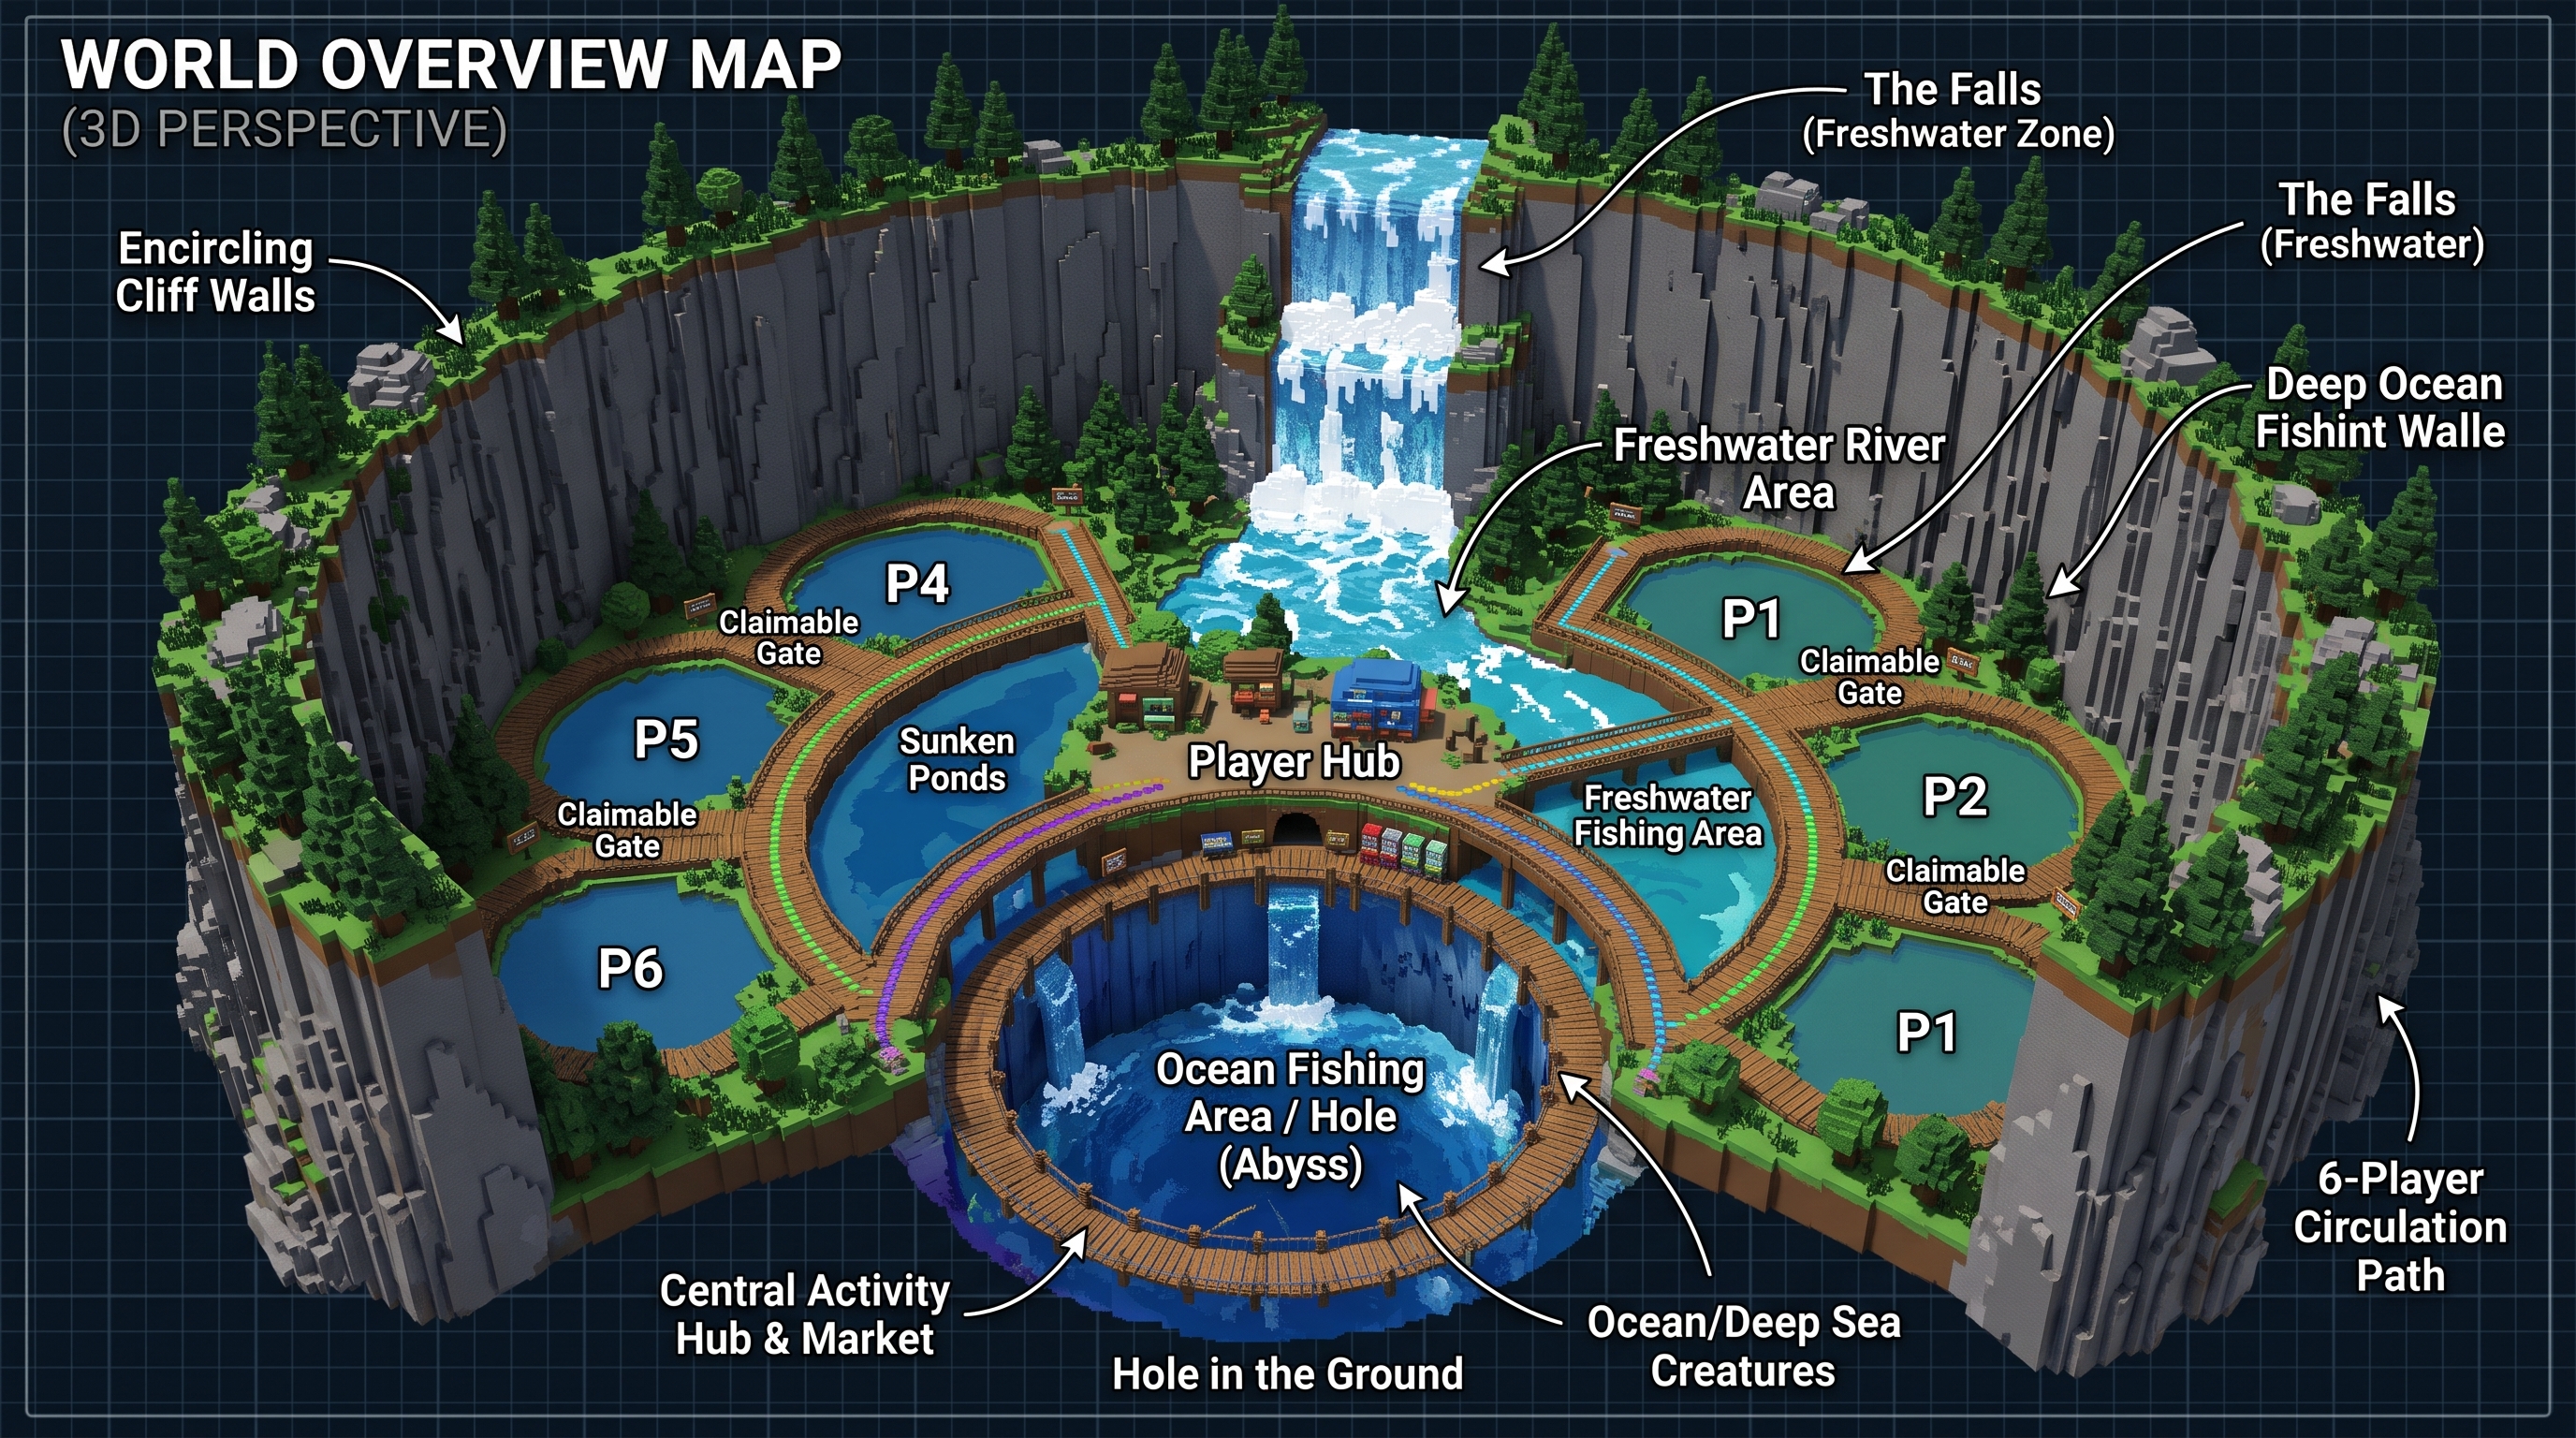 WORLD OVERVIEW MAP
(3D PERSPECTIVE)
The Falls
(Freshwater Zone)
The Falls
(Freshwater)
Encircling
Cliff Walls
Deep Ocean
Fishint Walle
Freshwater River
Area
P4
P1
Claimable
Gate
Claimable
Gate
P5
Sunken
Ponds
Player Hub
P2
Freshwater
Fishing Area
Claimable
Gate
Claimable
Gate
P6
P1
Ocean Fishing
Area / Hole
(Abyss)
6-Player
Circulation
Path
Central Activity
Hub & Market
Ocean/Deep Sea
Creatures
Hole in the Ground